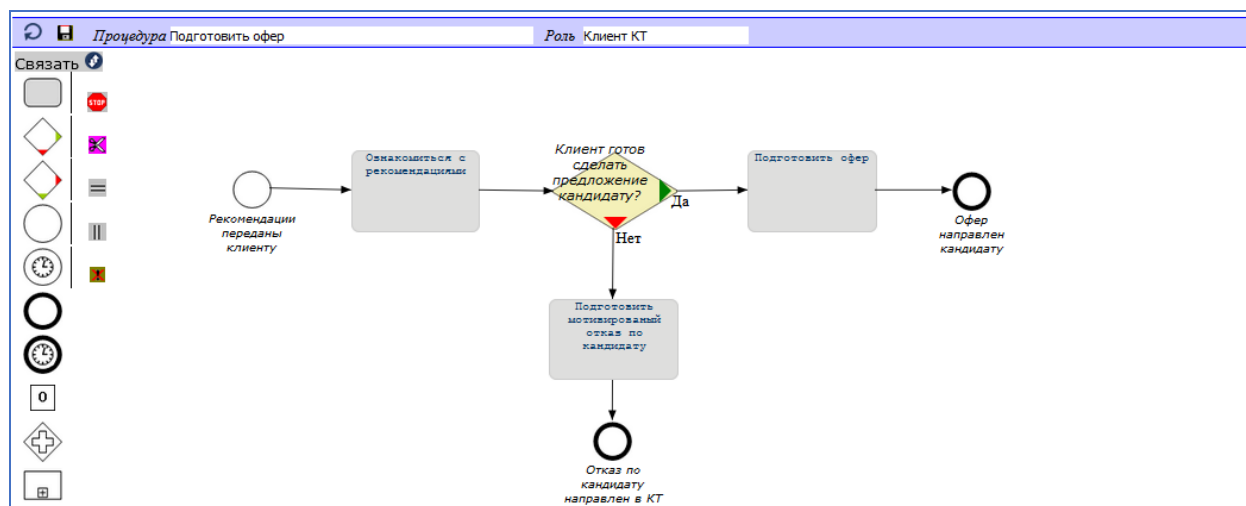 Процедура Подготовить офер Роль Клиент КТ
Связать
STOP
Ознакомиться с
рекомендациями
Клиент готов
сделать
предложение
кандидату?
Да
Нет
Подготовить офер
Рекомендации
переданы
клиенту
Офер
направлен
кандидату
Подготовить
мотивированый
отказ по
кандидату
Отказ по
кандидату
направлен в КТ
0